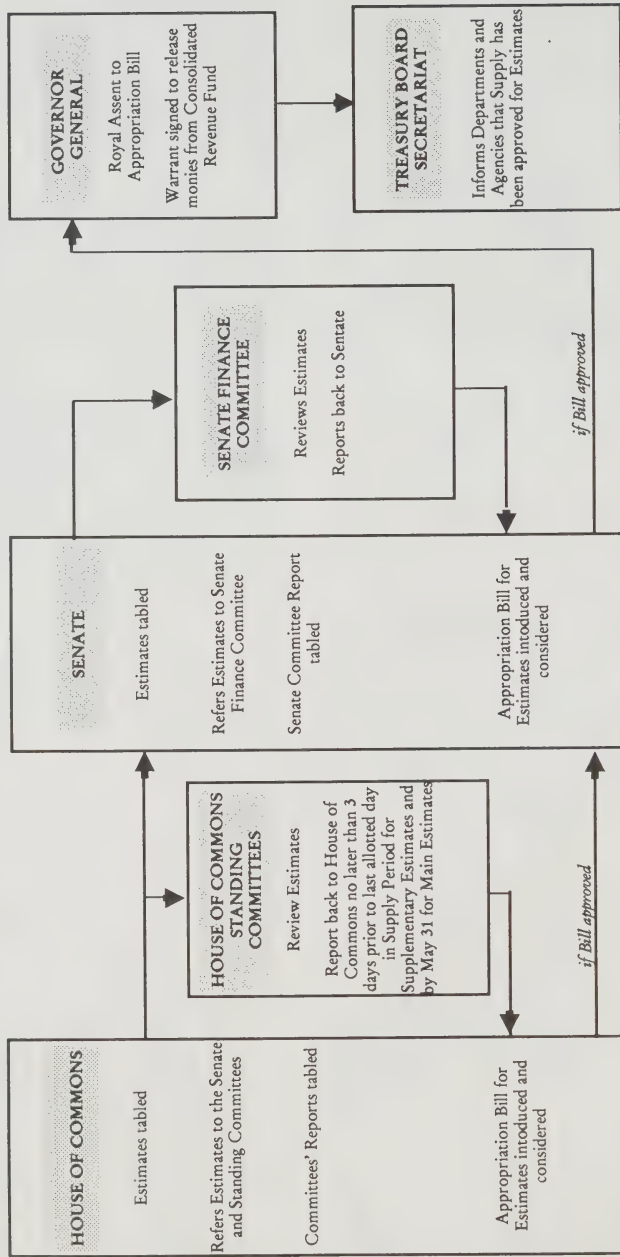 HOUSE OF COMMONS
Estimates tabled
Refers Estimates to the Senate
and Standing Committees
Committees' Reports tabled
Appropriation Bill for
Estimates intoduced and
considered
HOUSE OF COMMONS
STANDING
COMMITTEES
Review Estimates
Report back to House of
Commons no later than 3
days prior to last allotted day
in Supply Period for
Supplementary Estimates and
by May 31 for Main Estimates
if Bill approved
SENATE
Estimates tabled
Refers Estimates to Senate
Finance Committee
Senate Committee Report
tabled
Appropriation Bill for
Estimates intoduced and
considered
SENATE FINANCE
COMMITTEE
Reviews Estimates
Reports back to Sentate
if Bill approved
GOVERNOR
GENERAL
Royal Assent to
Appropriation Bill
Warrant signed to release
monies from Consolidated
Revenue Fund
TREASURY BOARD
SECRETARIAT
Informs Departments and
Agencies that Supply has
been approved for Estimates